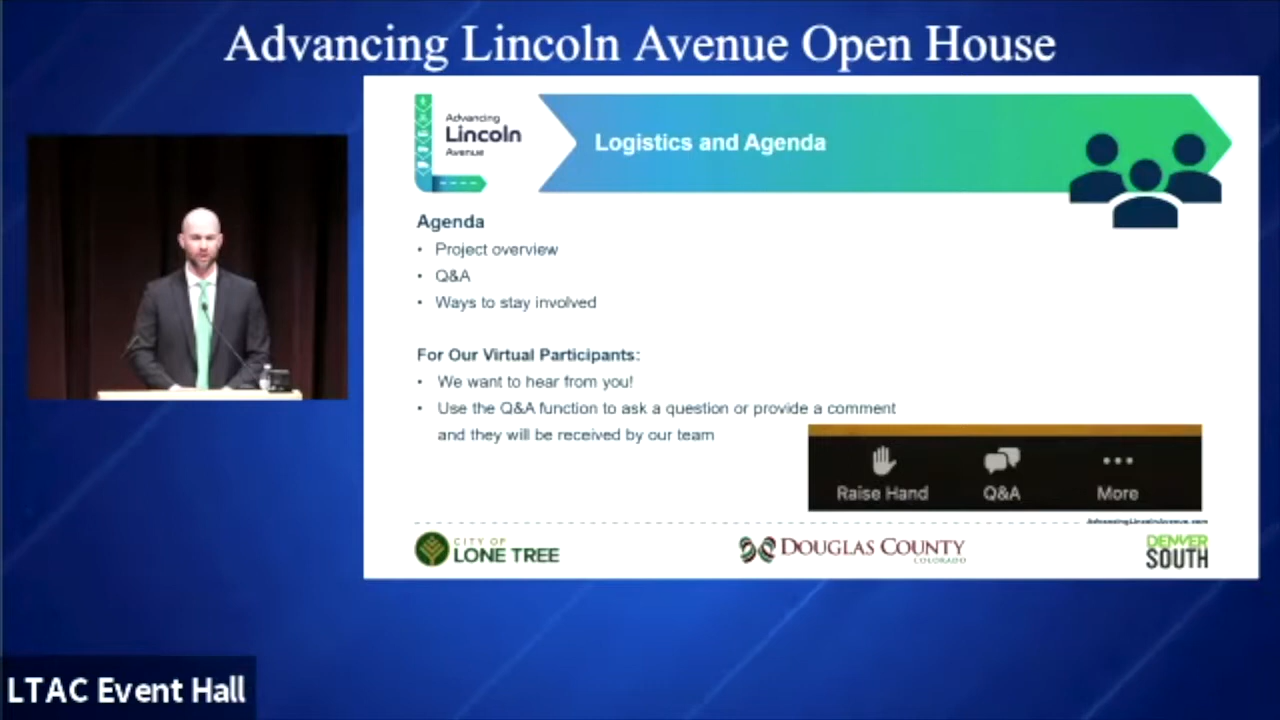 Advancing Lincoln Avenue Open House
Advancing
Lincoln
Avenue
Logistics and Agenda
Agenda
• Project overview
• Q&A
• Ways to stay involved
For Our Virtual Participants:
• We want to hear from you!
• Use the Q&A function to ask a question or provide a comment
and they will be received by our team
Raise Hand
Q&A
More
AdvancingLincolnAvenue.com
CITY OF
LONE TREE
DOUGLAS COUNTY
COLORADO
DENVER
SOUTH
LTAC Event Hall